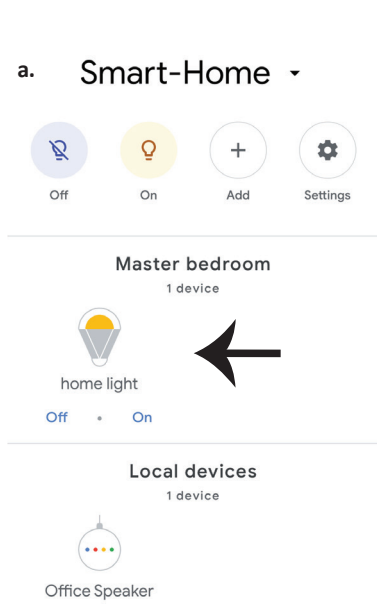 a. Smart-Home
Off On Add Settings
Master bedroom
1 device
home light
Off • On
Local devices
1 device
Office Speaker